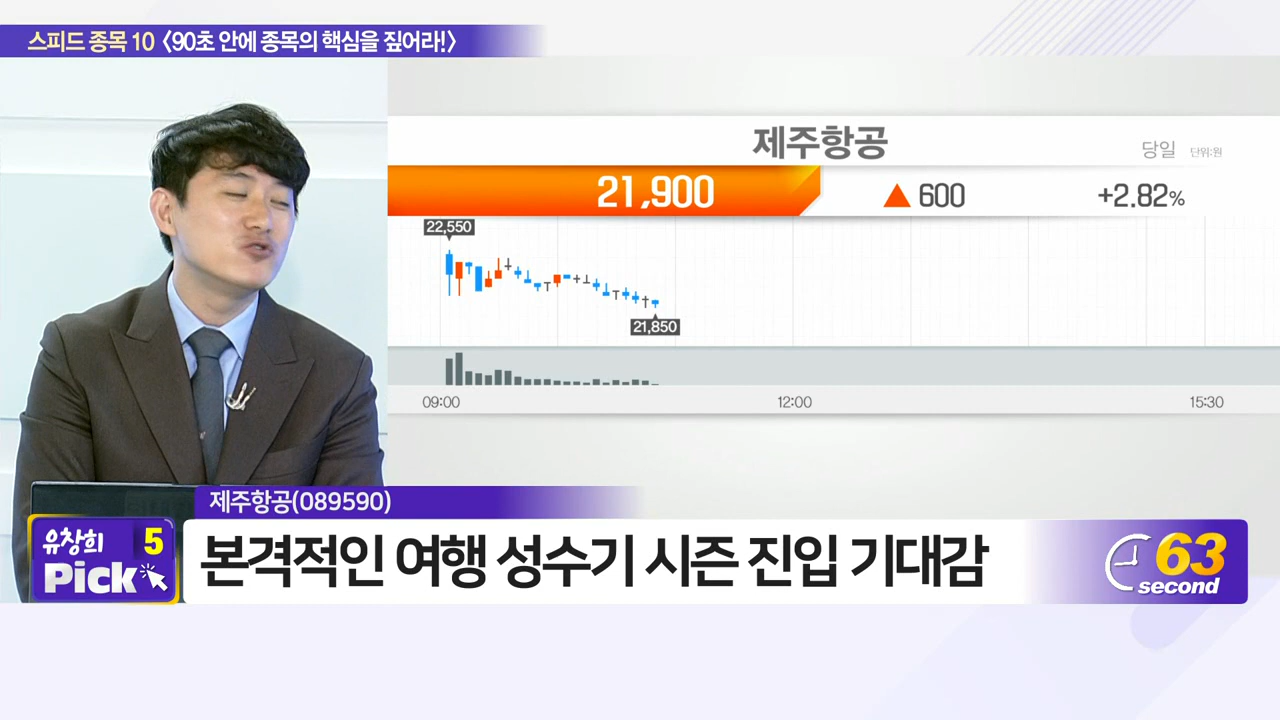 스피드 종목 10 <90초 안에 종목의 핵심을 짚어라!>
제주항공
당일 단위:원
21,900 ▲ 600 +2.82%
22,550
21,850
09:00 12:00 15:30
제주항공(089590)
유창희 5
Pick
본격적인 여행 성수기 시즌 진입 기대감
63
second